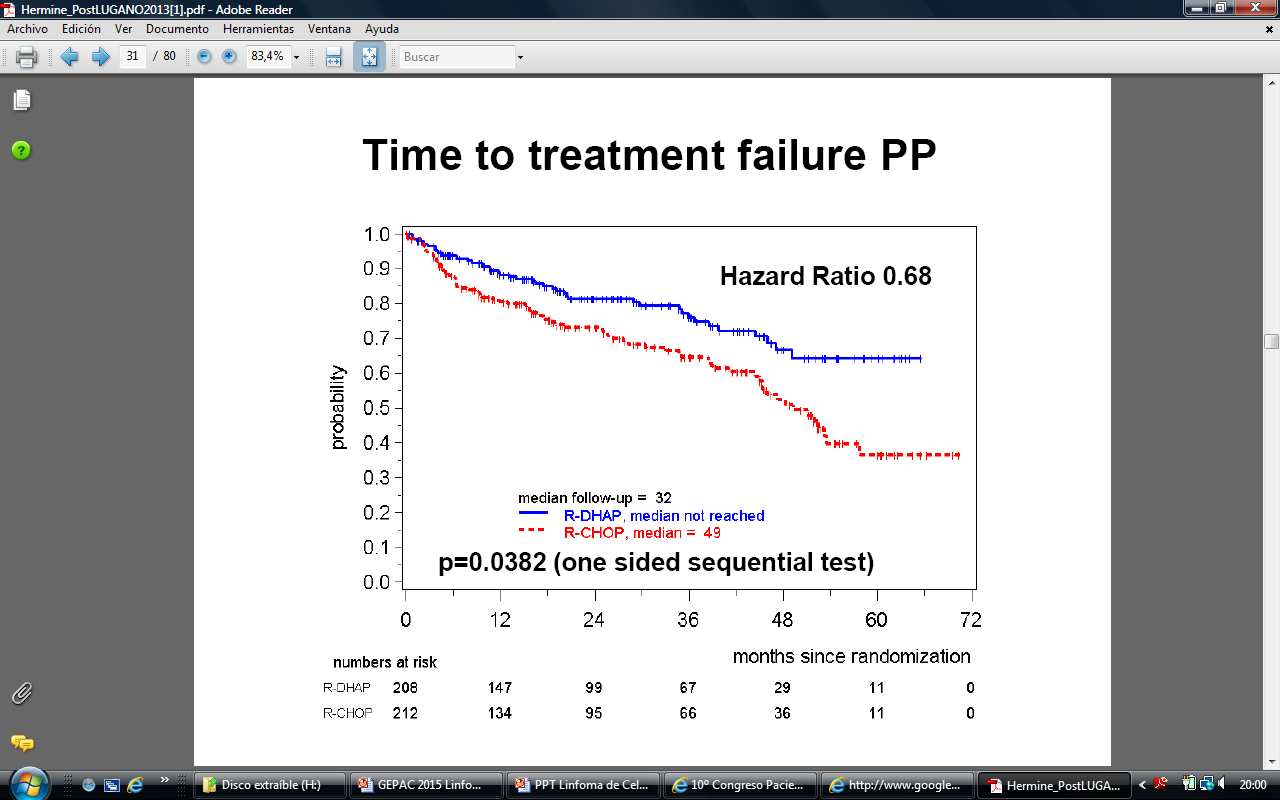 Hermine_PostLUGANO2013[1].pdf - Adobe Reader
Archivo Edición Ver Documento Herramientas Ventana Ayuda
31 / 80 83,4% Buscar
Time to treatment failure PP
1.0
0.9
0.8
0.7
0.6
0.5
0.4
0.3
0.2
0.1
0.0
probability
Hazard Ratio 0.68
median follow-up = 32
R-DHAP, median not reached
R-CHOP, median = 49
p=0.0382 (one sided sequential test)
0 12 24 36 48 60 72
months since randomization
numbers at risk
R-DHAP 208 147 99 67 29 11 0
R-CHOP 212 134 95 66 36 11 0
Disco extraíble (H:) GEPAC 2015 Linfo... PPT Linfoma de Cel... 10º Congreso Pacie... http://www.google... Hermine_PostLUGA... 20:00